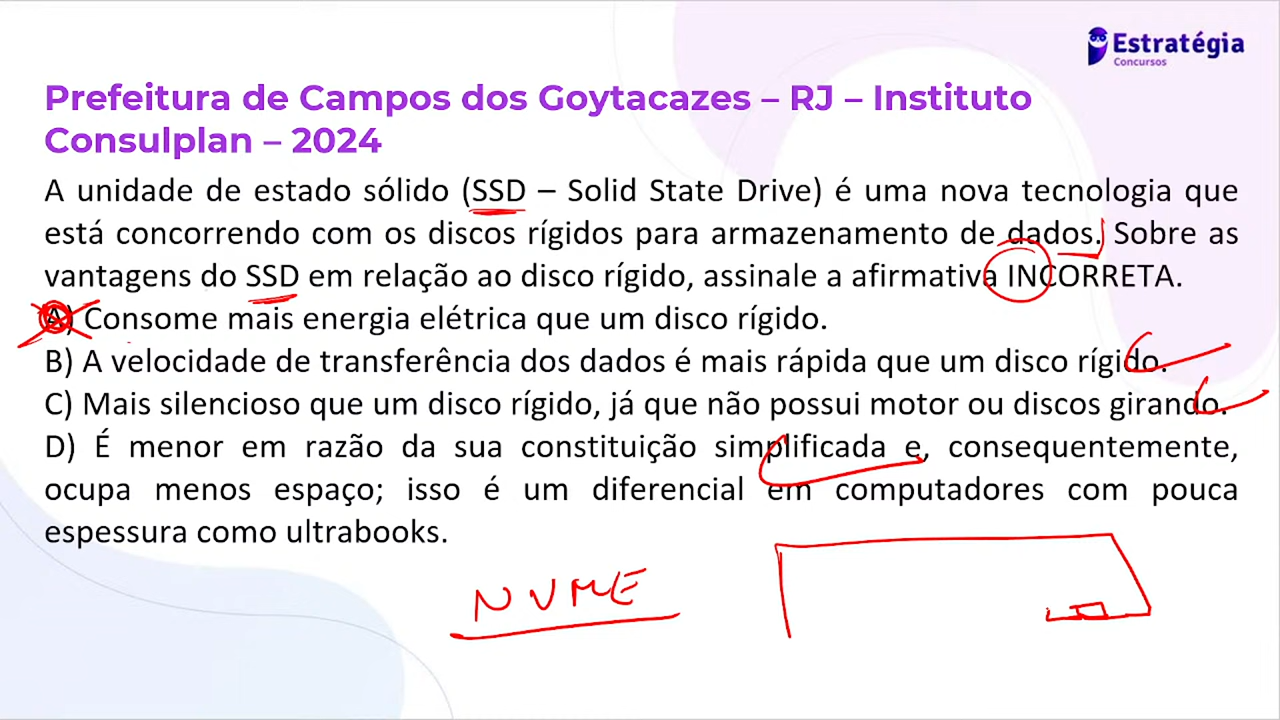 Estratégia
Concursos
Prefeitura de Campos dos Goytacazes – RJ – Instituto
Consulplan – 2024
A unidade de estado sólido (SSD – Solid State Drive) é uma nova tecnologia que
está concorrendo com os discos rígidos para armazenamento de dados. Sobre as
vantagens do SSD em relação ao disco rígido, assinale a afirmativa INCORRETA.
A) Consome mais energia elétrica que um disco rígido.
B) A velocidade de transferência dos dados é mais rápida que um disco rígido.
C) Mais silencioso que um disco rígido, já que não possui motor ou discos girando.
D) É menor em razão da sua constituição simplificada e, consequentemente,
ocupa menos espaço; isso é um diferencial em computadores com pouca
espessura como ultrabooks.
NVME